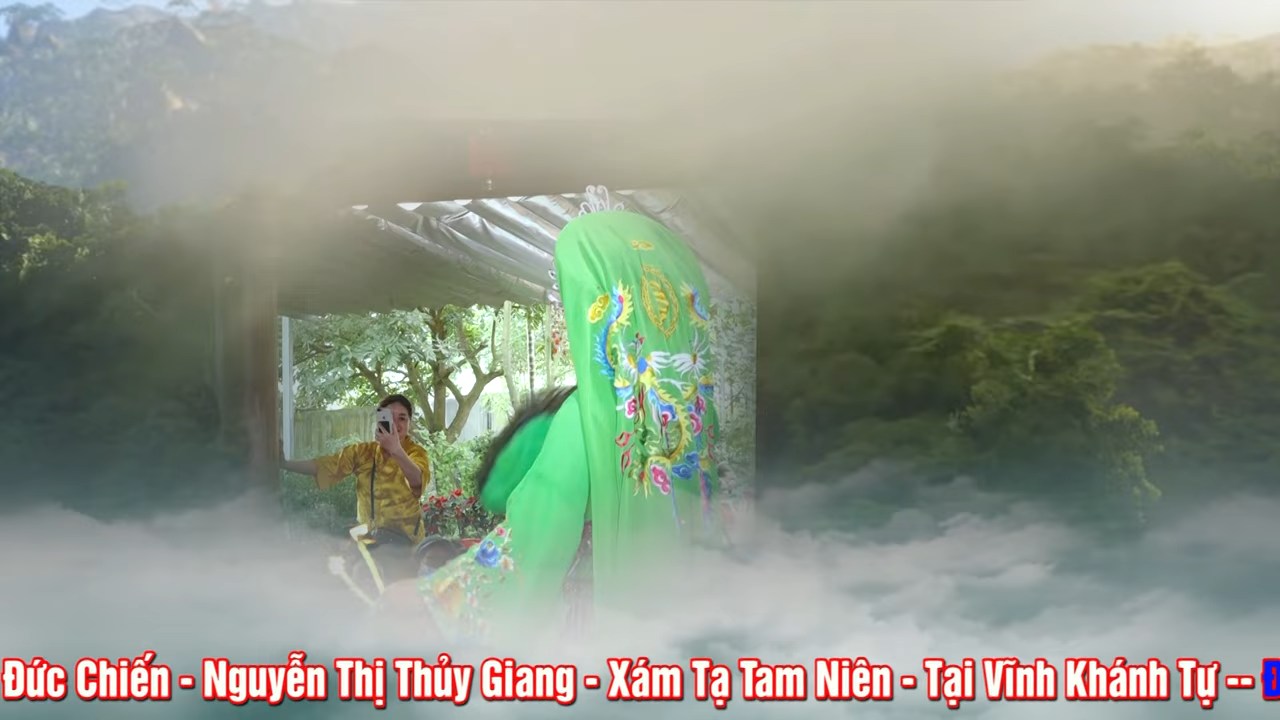 Đức Chiến - Nguyễn Thị Thủy Giang - Xám Tạ Tam Niên - Tại Vĩnh Khánh Tự -- Đ